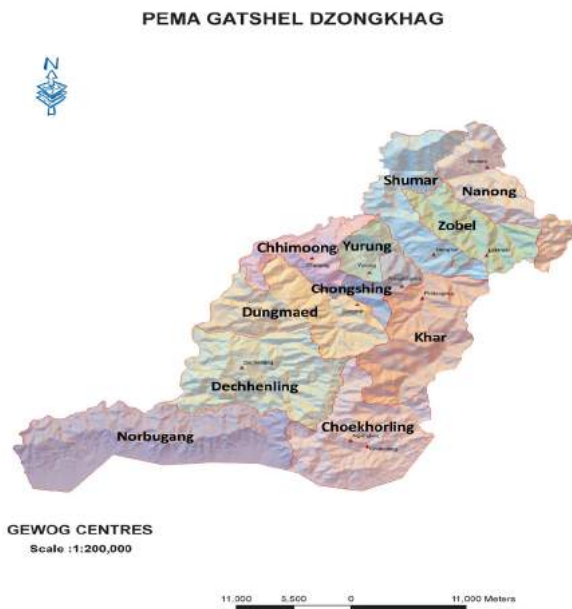 PEMA GATSHEL DZONGKHAG
N
Shumar
Nanong
Zobel
Yurung
Chhimoong
Chongshing
Dungmaed
Khar
Dechhenling
Choekhorling
Norbugang
GEWOG CENTRES
Scale :1:200,000
11,000 5,500 0 11,000 Meters